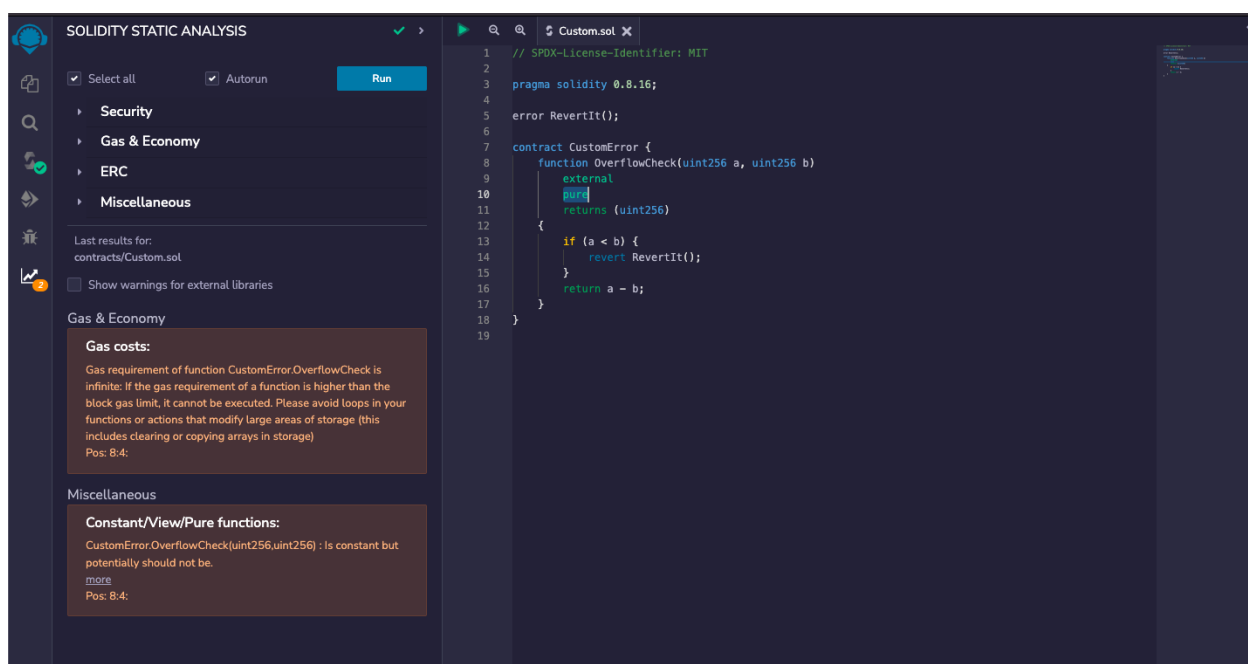 SOLIDITY STATIC ANALYSIS
Select all
Autorun
Run
Security
Gas & Economy
ERC
Miscellaneous
Last results for:
contracts/Custom.sol
Show warnings for external libraries
Gas & Economy
Gas costs:
Gas requirement of function CustomError.OverflowCheck is
infinite: If the gas requirement of a function is higher than the
block gas limit, it cannot be executed. Please avoid loops in your
functions or actions that modify large areas of storage (this
includes clearing or copying arrays in storage)
Pos: 8:4:
Miscellaneous
Constant/View/Pure functions:
CustomError.OverflowCheck(uint256,uint256) : Is constant but
potentially should not be.
more
Pos: 8:4:
2
Custom.sol
1 // SPDX-License-Identifier: MIT
2
3 pragma solidity 0.8.16;
4
5 error RevertIt();
6
7 contract CustomError {
8 function OverflowCheck(uint256 a, uint256 b)
9 external
10 pure
11 returns (uint256)
12 {
13 if (a < b) {
14 revert RevertIt();
15 }
16 return a - b;
17 }
18 }
19